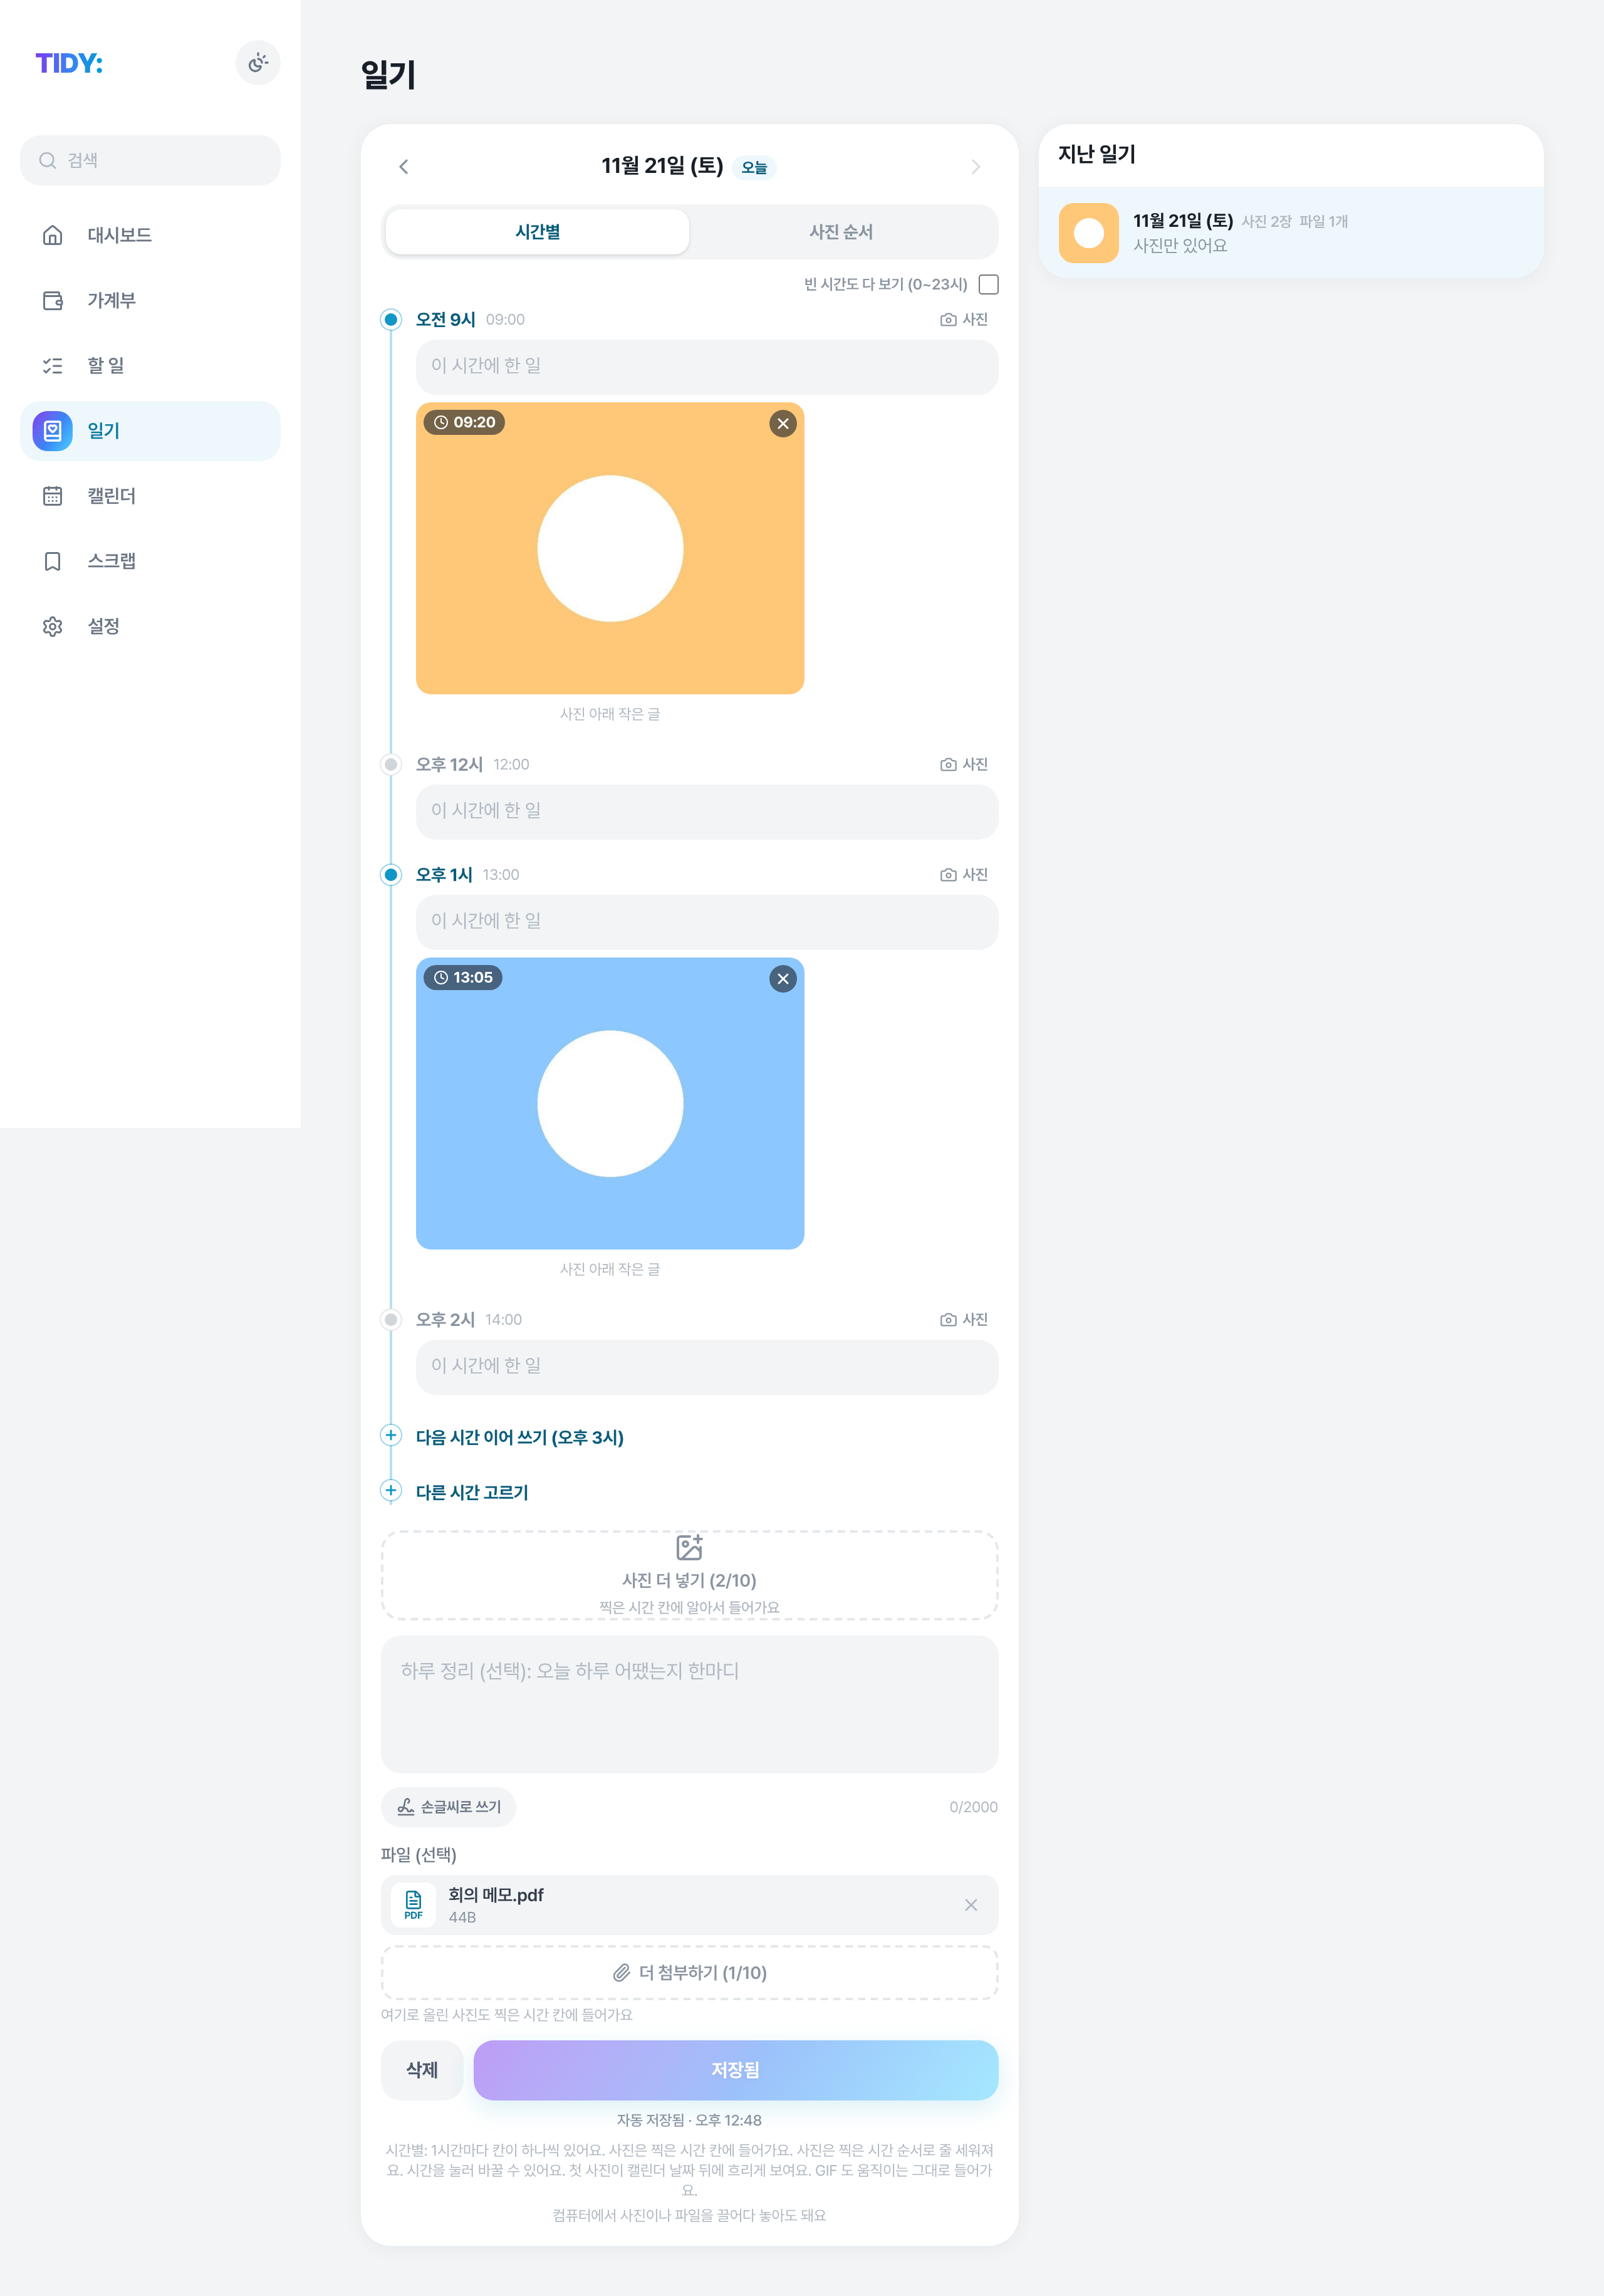 TIDY:
검색
대시보드
가계부
할 일
일기
캘린더
스크랩
설정
일기
11월 21일 (토) 오늘
시간별 사진 순서
빈 시간도 다 보기 (0~23시)
오전 9시 09:00 사진
이 시간에 한 일
09:20
사진 아래 작은 글
오후 12시 12:00 사진
이 시간에 한 일
오후 1시 13:00 사진
이 시간에 한 일
13:05
사진 아래 작은 글
오후 2시 14:00 사진
이 시간에 한 일
다음 시간 이어 쓰기 (오후 3시)
다른 시간 고르기
사진 더 넣기 (2/10)
찍은 시간 칸에 알아서 들어가요
하루 정리 (선택): 오늘 하루 어땠는지 한마디
손글씨로 쓰기 0/2000
파일 (선택)
PDF
회의 메모.pdf
44B
더 첨부하기 (1/10)
여기로 올린 사진도 찍은 시간 칸에 들어가요
삭제 저장됨
자동 저장됨 · 오후 12:48
시간별: 1시간마다 칸이 하나씩 있어요. 사진은 찍은 시간 칸에 들어가요. 사진은 찍은 시간 순서로 줄 세워져
요. 시간을 눌러 바꿀 수 있어요. 첫 사진이 캘린더 날짜 뒤에 흐리게 보여요. GIF 도 움직이는 그대로 들어가
요.
컴퓨터에서 사진이나 파일을 끌어다 놓아도 돼요
지난 일기
11월 21일 (토) 사진 2장 파일 1개
사진만 있어요